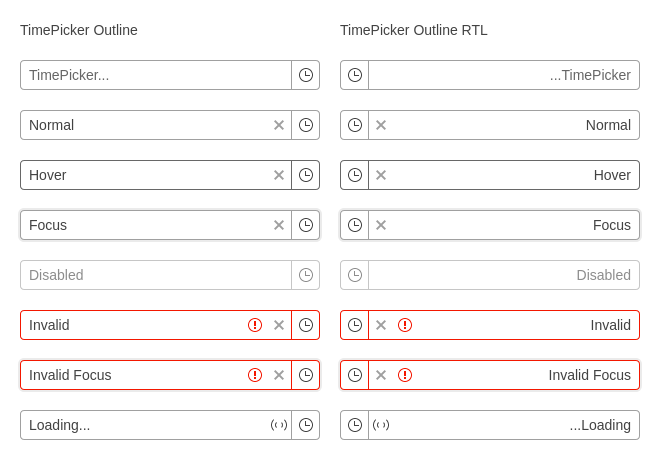 TimePicker Outline
TimePicker...
Normal
Hover
Focus
Disabled
Invalid
Invalid Focus
Loading...
TimePicker Outline RTL
...TimePicker
Normal
Hover
Focus
Disabled
Invalid
Invalid Focus
...Loading